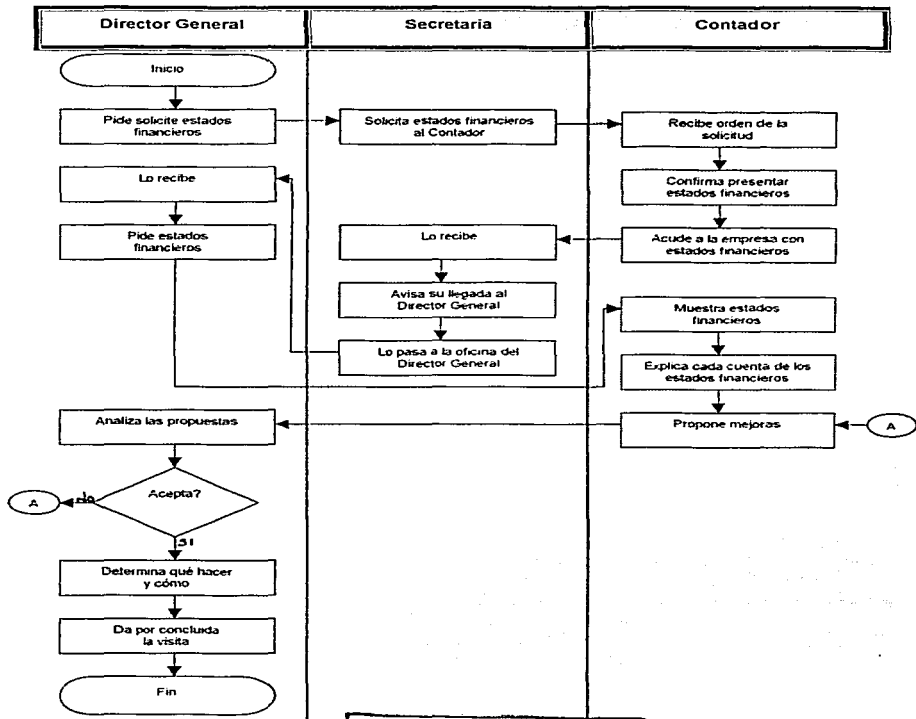 Director General
Secretaria
Contador
Inicio
Pide solicite estados
financieros
Solicita estados financieros
al Contador
Recibe orden de la
solicitud
Lo recibe
Confirma presentar
estados financieros
Pide estados
financieros
Lo recibe
Acude a la empresa con
estados financieros
Avisa su llegada al
Director General
Muestra estados
financieros
Lo pasa a la oficina del
Director General
Explica cada cuenta de los
estados financieros
Analiza las propuestas
Propone mejoras
A
Acepta?
A
No
SI
Determina qué hacer
y cómo
Da por concluida
la visita
Fin